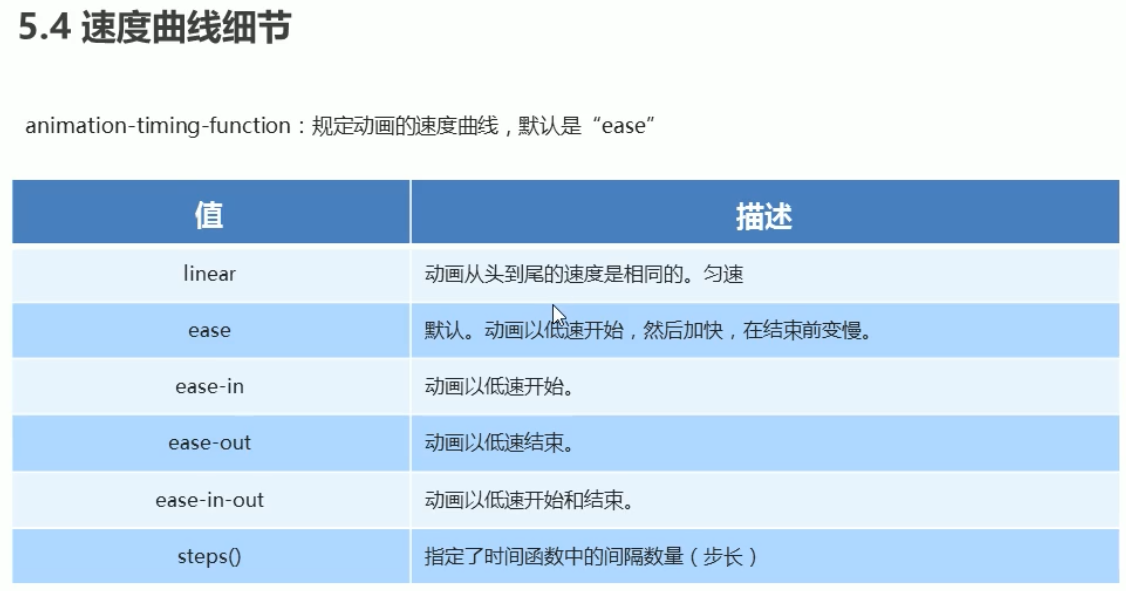 5.4 速度曲线细节
animation-timing-function：规定动画的速度曲线，默认是“ease”
值 描述
linear 动画从头到尾的速度是相同的。匀速
ease 默认。动画以低速开始，然后加快，在结束前变慢。
ease-in 动画以低速开始。
ease-out 动画以低速结束。
ease-in-out 动画以低速开始和结束。
steps() 指定了时间函数中的间隔数量（步长）